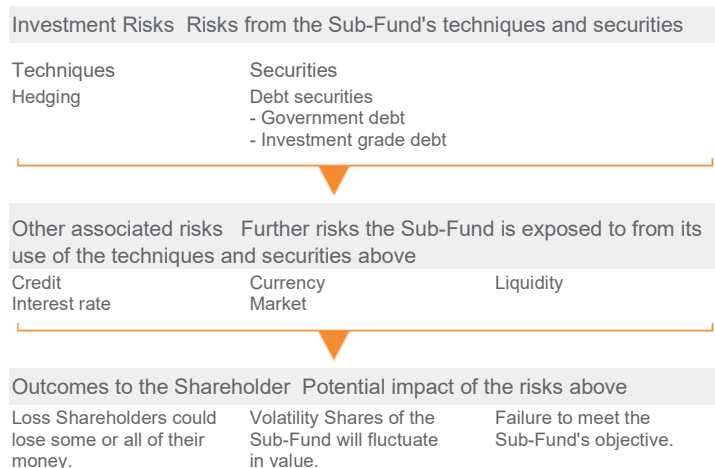 Investment Risks Risks from the Sub-Fund's techniques and securities
Techniques
Securities
Hedging
Debt securities
- Government debt
- Investment grade debt
Other associated risks Further risks the Sub-Fund is exposed to from its
use of the techniques and securities above
Credit
Currency
Liquidity
Interest rate
Market
Outcomes to the Shareholder Potential impact of the risks above
Loss Shareholders could
lose some or all of their
money.
Volatility Shares of the
Sub-Fund will fluctuate
in value.
Failure to meet the
Sub-Fund's objective.